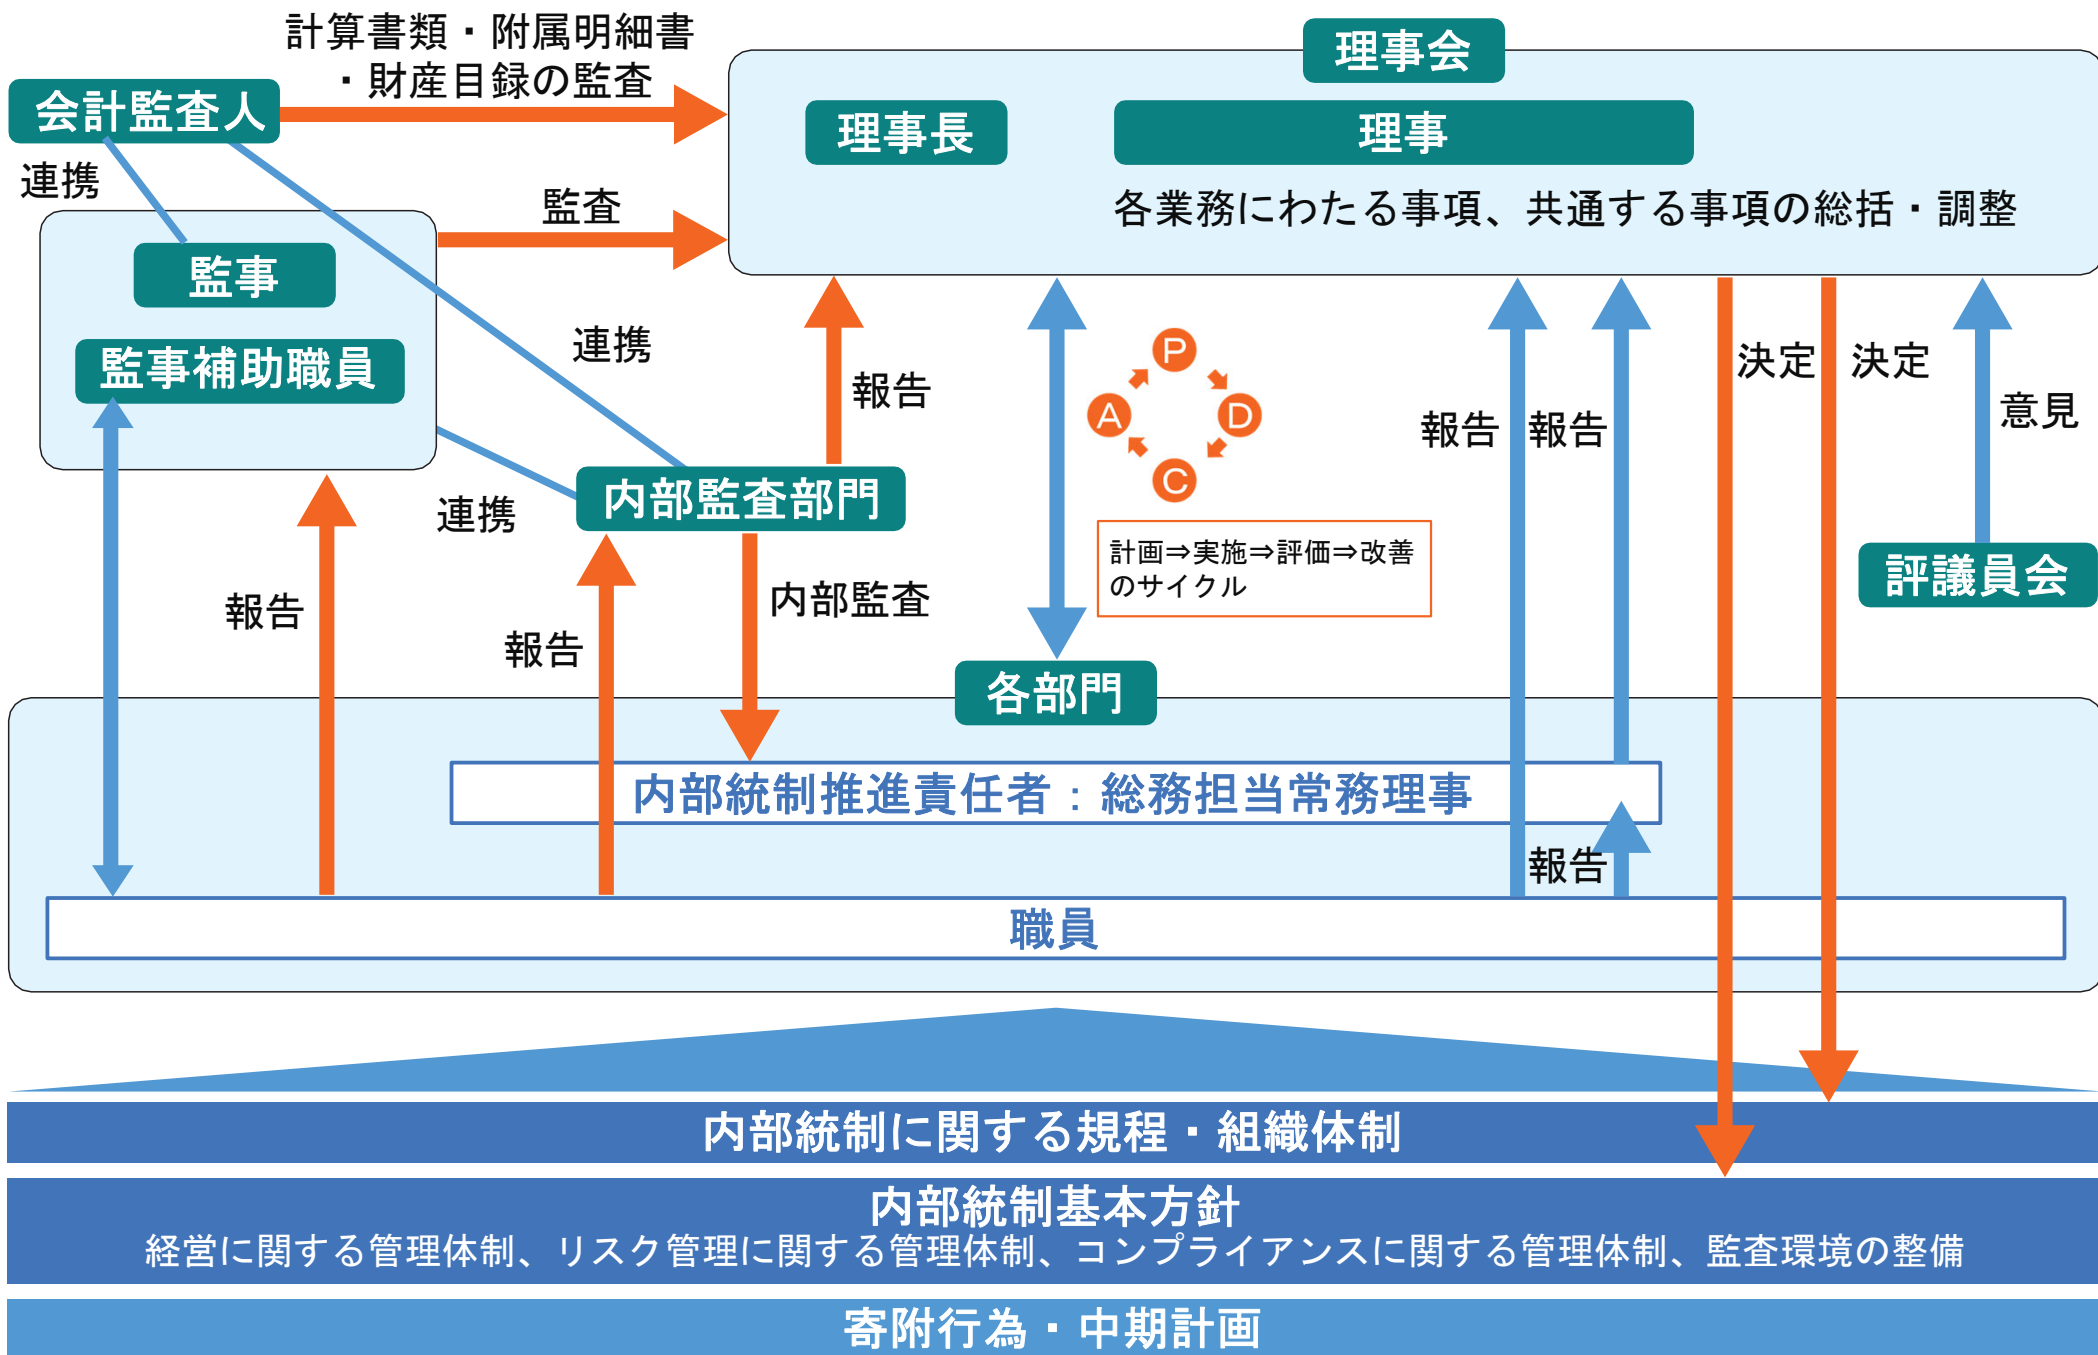 計算書類・附属明細書
・財産目録の監査
理事会
会計監査人
理事長
理事
連携
監査
各業務にわたる事項、共通する事項の総括・調整
監事
監事補助職員
連携
報告
P
D
C
A
報告
報告
決定
決定
意見
連携
内部監査部門
計画⇒実施⇒評価⇒改善
のサイクル
評議員会
報告
報告
内部監査
各部門
内部統制推進責任者：総務担当常務理事
報告
職員
内部統制に関する規程・組織体制
内部統制基本方針
経営に関する管理体制、リスク管理に関する管理体制、コンプライアンスに関する管理体制、監査環境の整備
寄附行為・中期計画